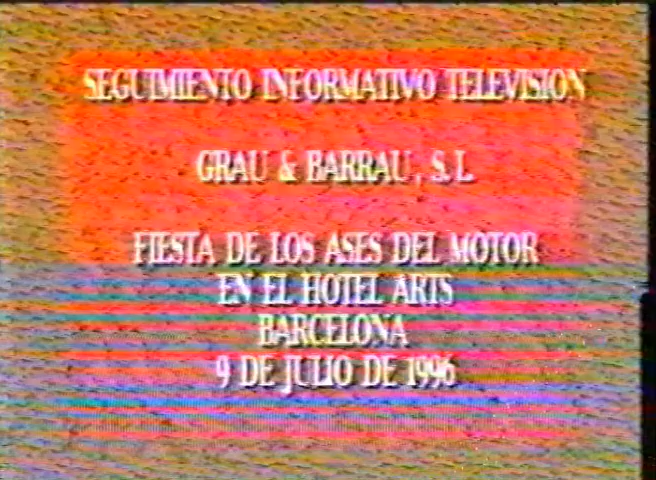 SEGUIMIENTO INFORMATIVO TELEVISION
GRAU & BARRAU, S.L.
FIESTA DE LOS ASES DEL MOTOR
EN EL HOTEL ARTS
BARCELONA
9 DE JULIO DE 1996